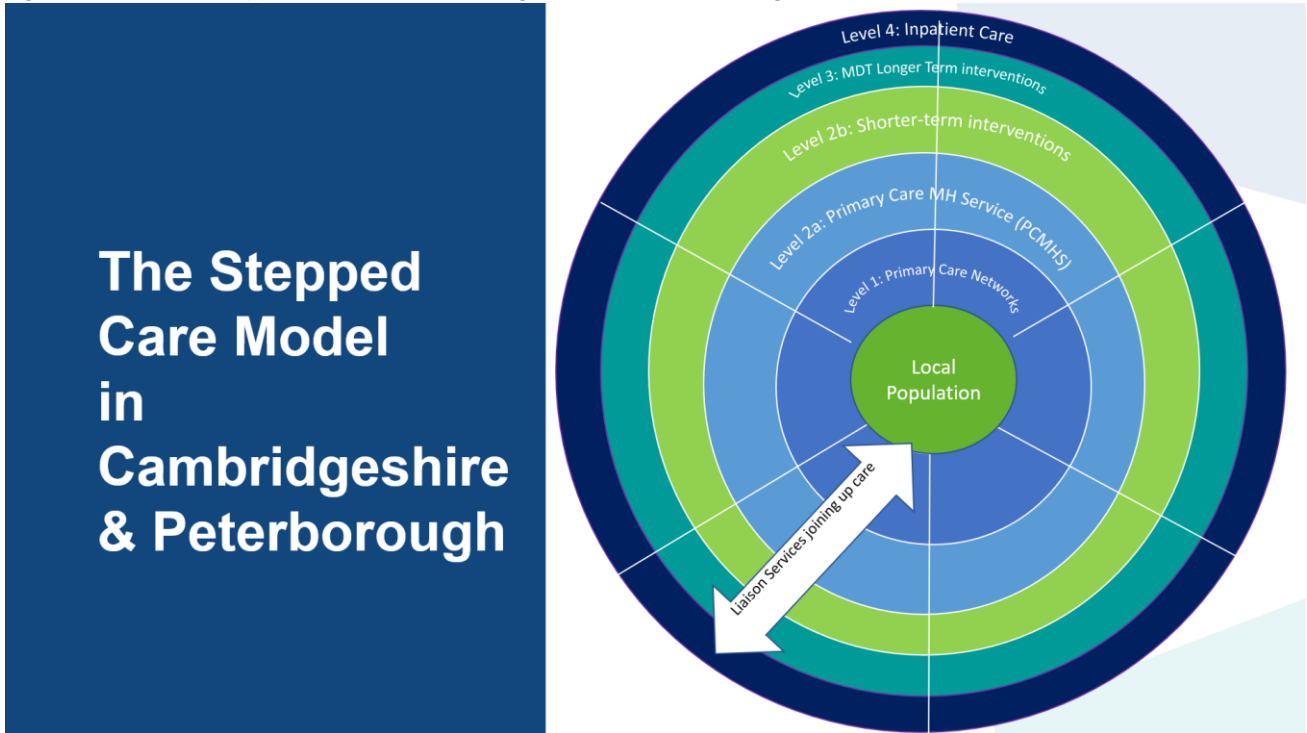 The Stepped
Care Model
in
Cambridgeshire
& Peterborough
Level 4: Inpatient Care
Level 3: MDT Longer Term interventions
Level 2b: Shorter-term interventions
Level 2a: Primary Care MH Service (PCMHS)
Level 1: Primary Care Networks
Local
Population
Liaison Services joining up care